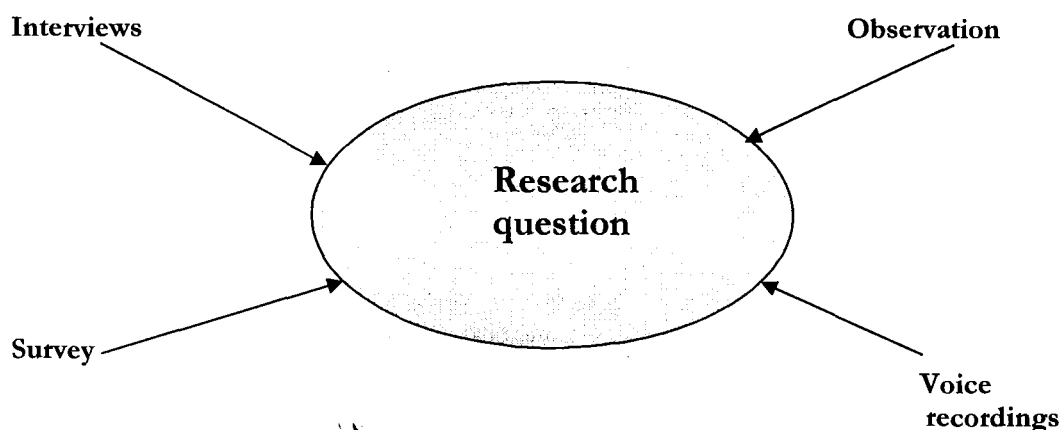 Interviews
Observation
Research
question
Survey
Voice
recordings